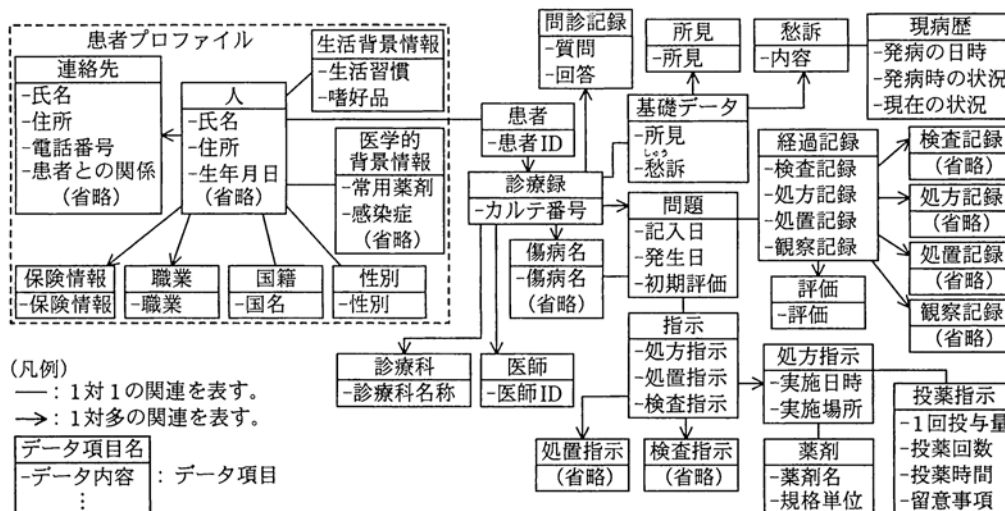 患者プロファイル
連絡先
-氏名
-住所
-電話番号
-患者との関係
(省略)
人
-氏名
-住所
-生年月日
(省略)
生活背景情報
-生活習慣
-嗜好品
医学的
背景情報
-常用薬剤
-感染症
(省略)
保険情報
-保険情報
職業
-職業
国籍
-国名
性別
-性別
問診記録
-質問
-回答
患者
-患者ID
診療録
-カルテ番号
傷病名
-傷病名
(省略)
診療科
-診療科名称
医師
-医師ID
所見
-所見
愁訴
-内容
現病歴
-発病の日時
-発病時の状況
-現在の状況
基礎データ
-所見
しゅう
-愁訴
問題
-記入日
-発生日
-初期評価
経過記録
-検査記録
-処方記録
-処置記録
-観察記録
検査記録
(省略)
処方記録
(省略)
処置記録
(省略)
観察記録
(省略)
評価
-評価
指示
-処方指示
-処置指示
-検査指示
処置指示
(省略)
検査指示
(省略)
処方指示
-実施日時
-実施場所
薬剤
-薬剤名
-規格単位
投薬指示
-1回投与量
-投薬回数
-投薬時間
-留意事項
(凡例)
── : 1対1の関連を表す。
→ : 1対多の関連を表す。
データ項目名
-データ内容
⋮
: データ項目